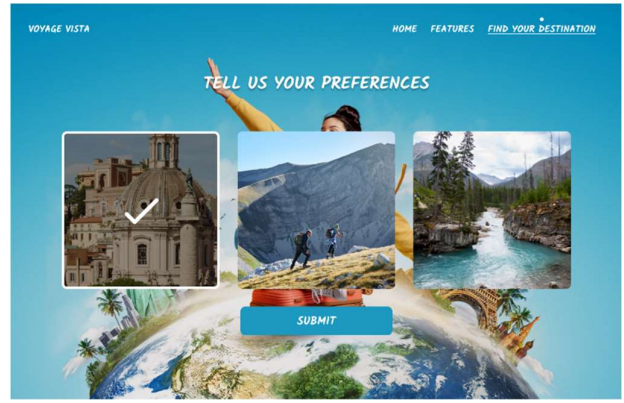 VOYAGE VISTA
HOME FEATURES FIND YOUR DESTINATION
TELL US YOUR PREFERENCES
SUBMIT